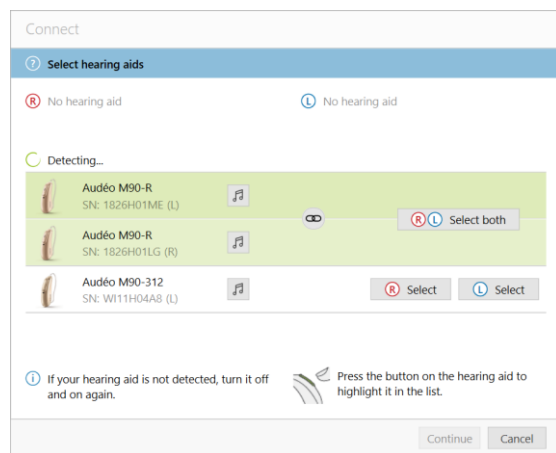 Connect
? Select hearing aids
R No hearing aid
L No hearing aid
Detecting...
Audéo M90-R
SN: 1826H01ME (L)
R L Select both
Audéo M90-R
SN: 1826H01LG (R)
Audéo M90-312
SN: WI11H04A8 (L)
R Select
L Select
i If your hearing aid is not detected, turn it off
and on again.
Press the button on the hearing aid to
highlight it in the list.
Continue
Cancel